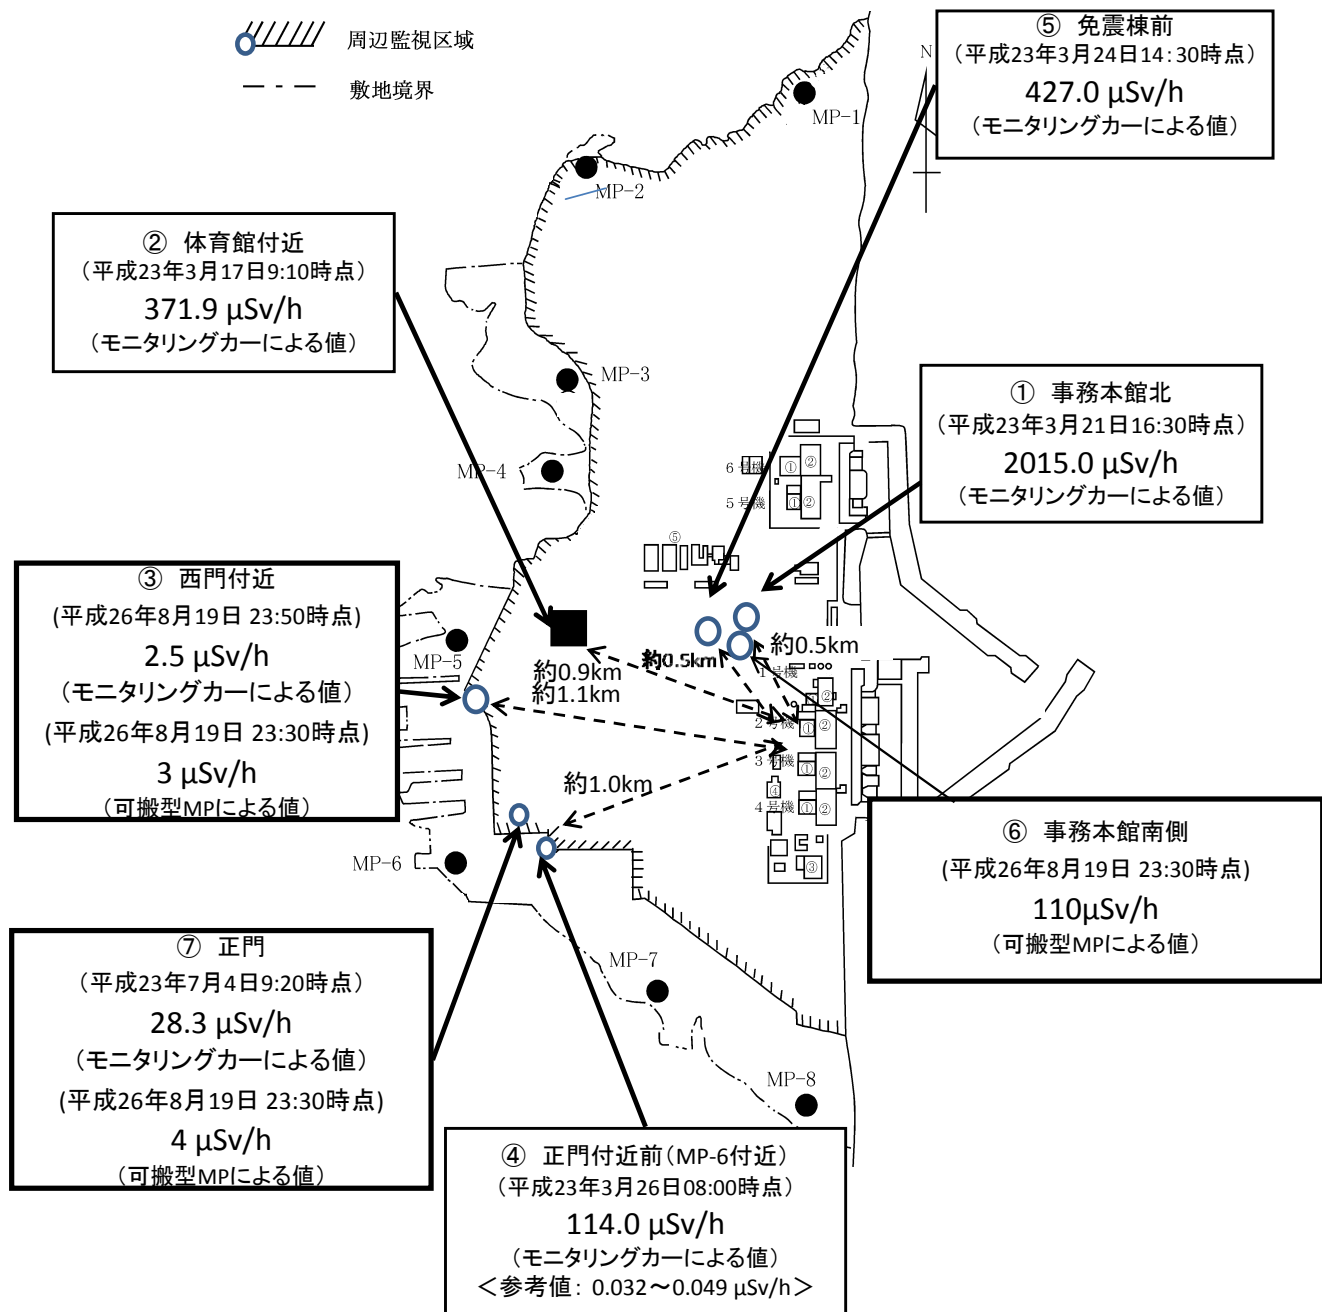 周辺監視区域
敷地境界
⑤ 免震棟前
（平成23年3月24日14：30時点）
427.0 μSv/h
（モニタリングカーによる値）
N
MP-1
MP-2
② 体育館付近
（平成23年3月17日9:10時点）
371.9 μSv/h
（モニタリングカーによる値）
MP-3
MP-4
① 事務本館北
（平成23年3月21日16:30時点）
2015.0 μSv/h
（モニタリングカーによる値）
６号機
① ②
５号機
① ②
⑤
③ 西門付近
(平成26年8月19日 23:50時点)
2.5 μSv/h
（モニタリングカーによる値）
(平成26年8月19日 23:30時点)
3 μSv/h
（可搬型MPによる値）
MP-5
約0.9km
約1.1km
約0.5km
約0.5km
１号機
②
２号機
① ②
３号機
① ②
④
４号機
① ②
③
約1.0km
MP-6
⑥ 事務本館南側
(平成26年8月19日 23:30時点)
110μSv/h
（可搬型MPによる値）
⑦ 正門
（平成23年7月4日9:20時点）
28.3 μSv/h
（モニタリングカーによる値）
(平成26年8月19日 23:30時点)
4 μSv/h
（可搬型MPによる値）
MP-7
MP-8
④ 正門付近前（MP-6付近）
（平成23年3月26日08:00時点）
114.0 μSv/h
（モニタリングカーによる値）
＜参考値： 0.032～0.049 μSv/h＞